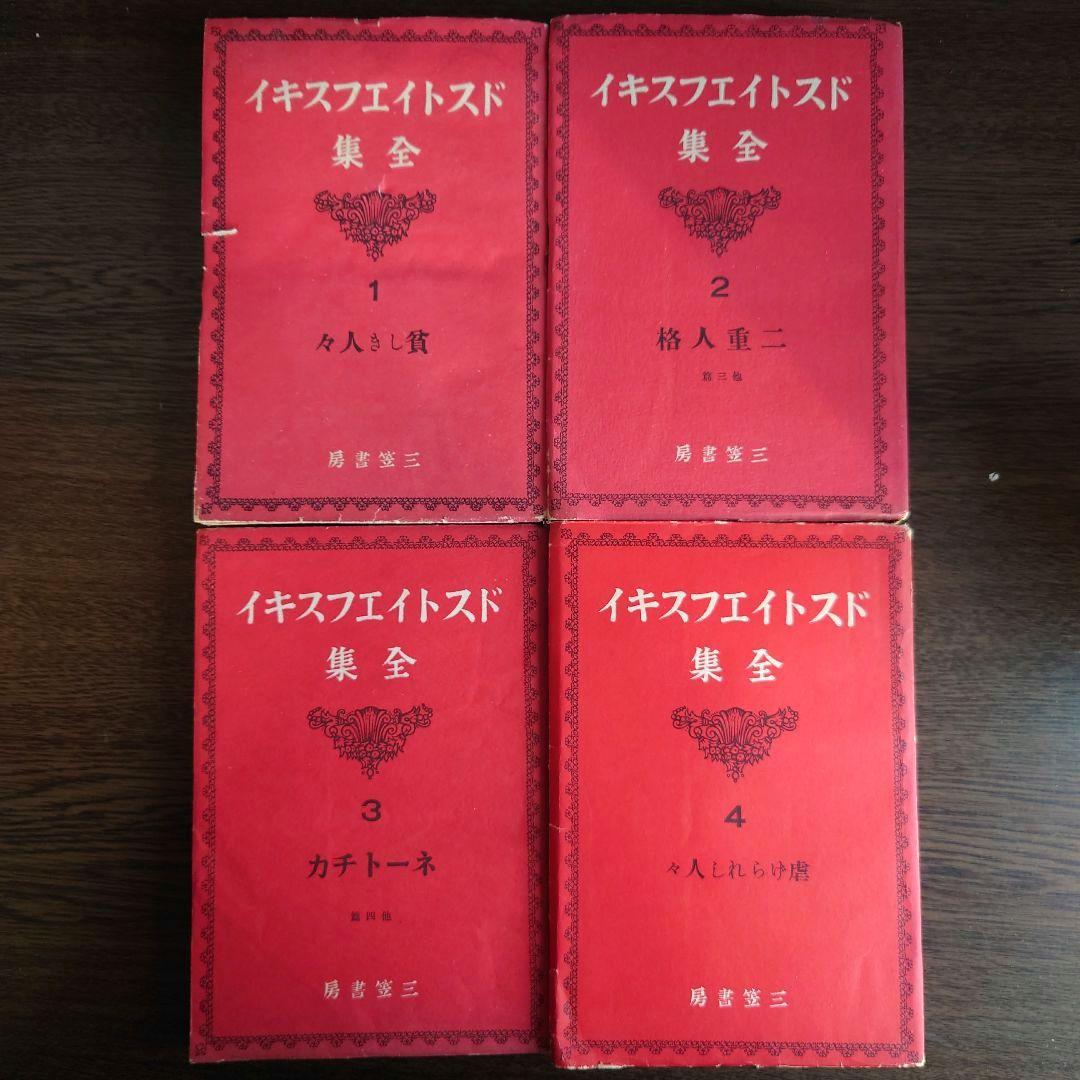 ドストイエフスキイ
全集
1
貧しき人々
三笠書房
ドストイエフスキイ
全集
2
二重人格
他三篇
三笠書房
ドストイエフスキイ
全集
3
ネートチカ
他四篇
三笠書房
ドストイエフスキイ
全集
4
虐げられし人々
三笠書房